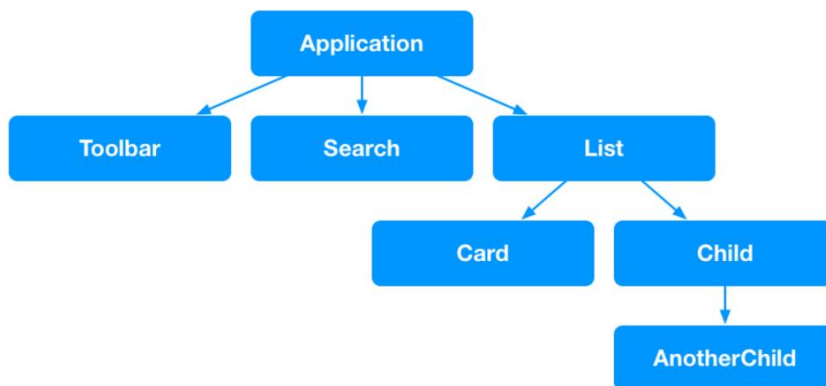 Application
Toolbar
Search
List
Card
Child
AnotherChild